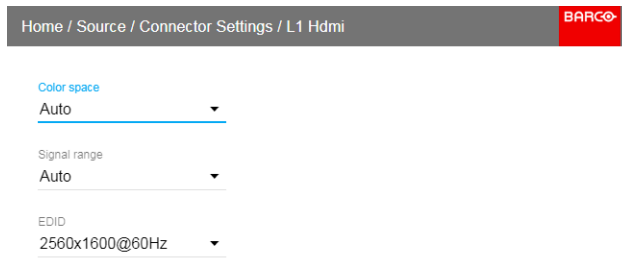 Home / Source / Connector Settings / L1 Hdmi
BARCO
Color space
Auto
Signal range
Auto
EDID
2560x1600@60Hz